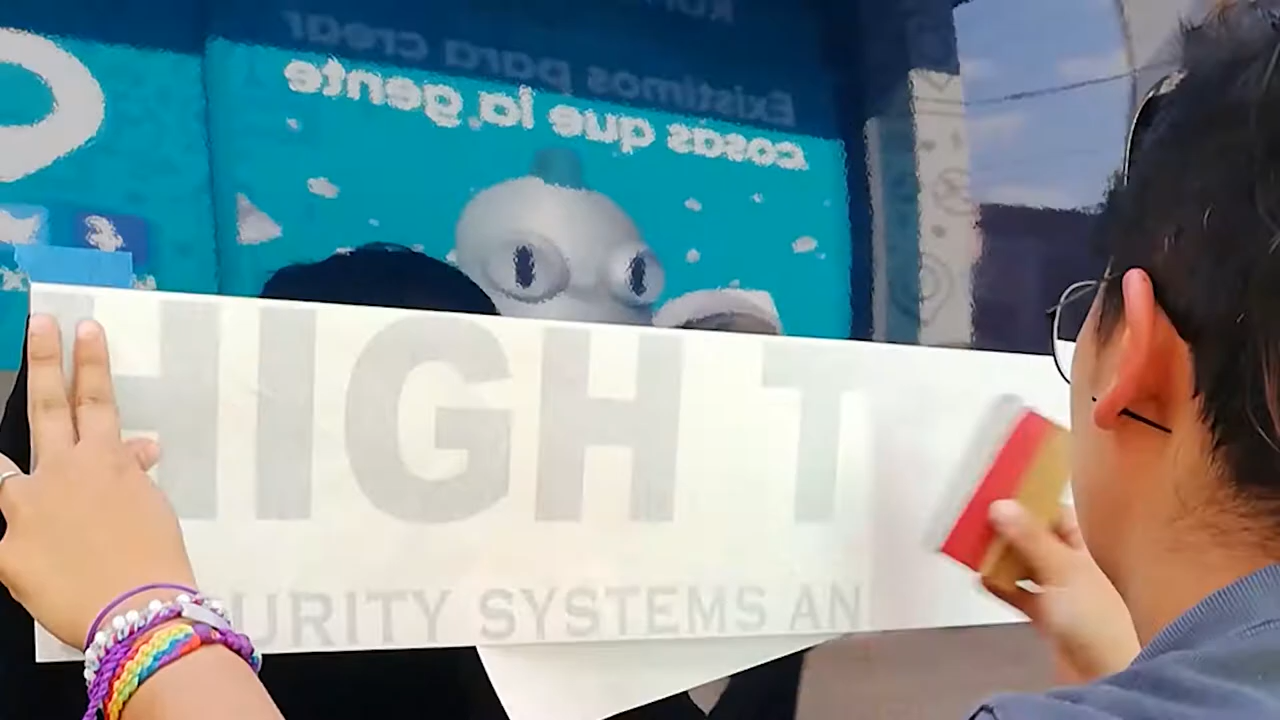 Existimos para crear
cosas que la gente
HIGH T
URITY SYSTEMS AN